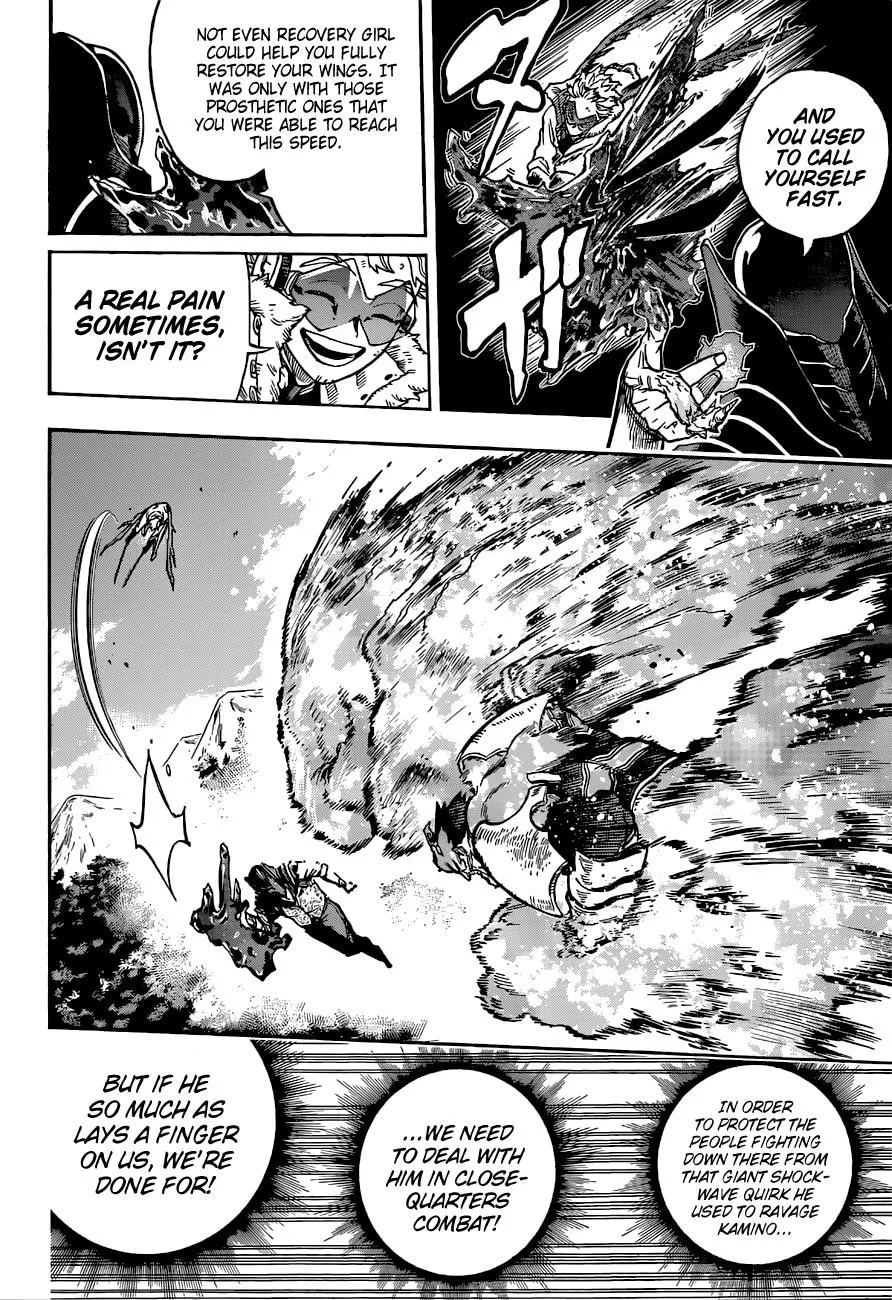 AND
YOU USED
TO CALL
YOURSELF
FAST.
ガ
NOT EVEN RECOVERY GIRL
COULD HELP YOU FULLY
RESTORE YOUR WINGS. IT
WAS ONLY WITH THOSE
PROSTHETIC ONES THAT
YOU WERE ABLE TO REACH
THIS SPEED.
A REAL PAIN
SOMETIMES,
ISN'T IT?
IN ORDER
TO PROTECT THE
PEOPLE FIGHTING
DOWN THERE FROM
THAT GIANT SHOCK-
WAVE QUIRK HE
USED TO RAVAGE
KAMINO...
...WE NEED
TO DEAL WITH
HIM IN CLOSE-
QUARTERS
COMBAT!
BUT IF HE
SO MUCH AS
LAYS A FINGER
ON US, WE'RE
DONE FOR!